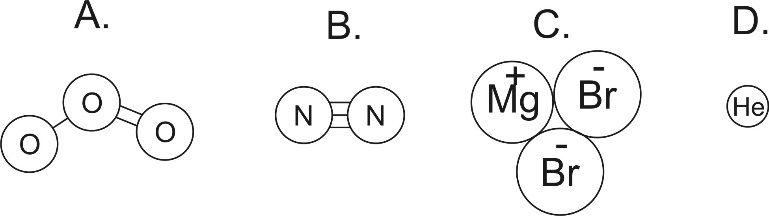 A.
B.
C.
D.
O
O
O
N N
+
Mg
-
Br
-
Br
He